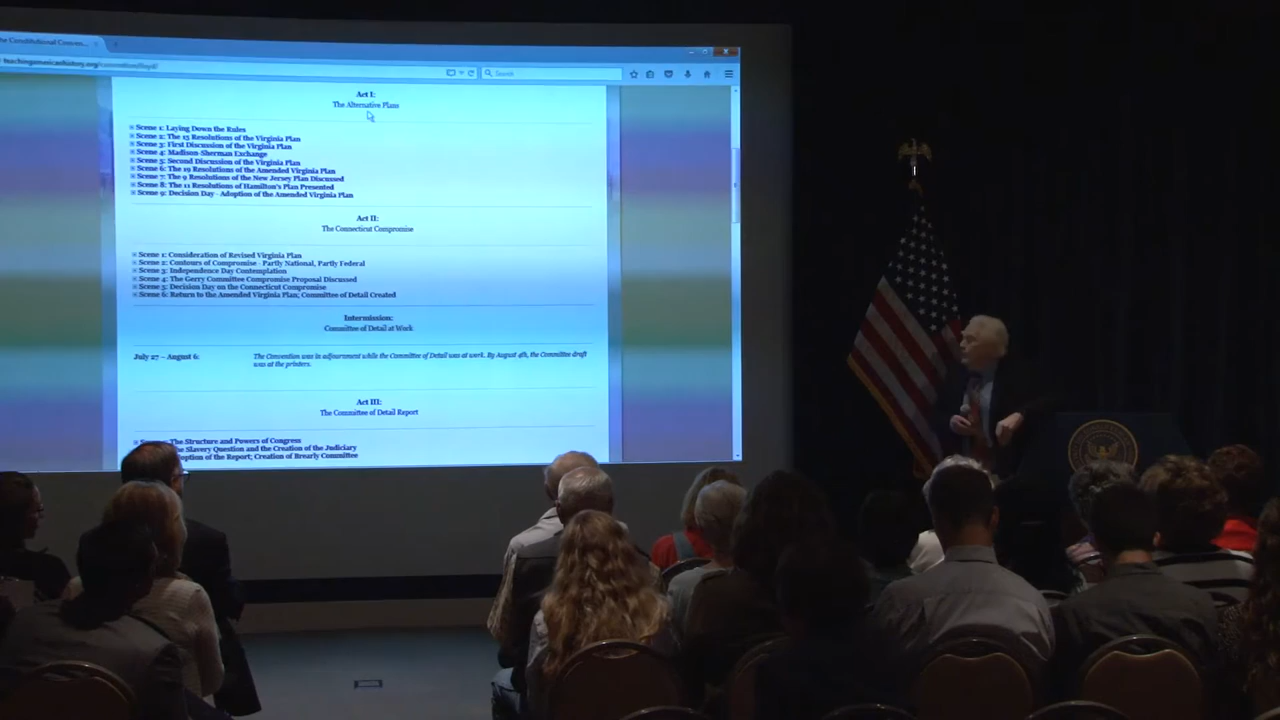 he Constitutional Conven...
teachingamericanhistory.org/convention/lloyd/
Search
Act I:
The Alternative Plans
Scene 1: Laying Down the Rules
Scene 2: The 15 Resolutions of the Virginia Plan
Scene 3: First Discussion of the Virginia Plan
Scene 4: Madison-Sherman Exchange
Scene 5: Second Discussion of the Virginia Plan
Scene 6: The 19 Resolutions of the Amended Virginia Plan
Scene 7: The 9 Resolutions of the New Jersey Plan Discussed
Scene 8: The 11 Resolutions of Hamilton's Plan Presented
Scene 9: Decision Day - Adoption of the Amended Virginia Plan
Act II:
The Connecticut Compromise
Scene 1: Consideration of Revised Virginia Plan
Scene 2: Contours of Compromise - Partly National, Partly Federal
Scene 3: Independence Day Contemplation
Scene 4: The Gerry Committee Compromise Proposal Discussed
Scene 5: Decision Day on the Connecticut Compromise
Scene 6: Return to the Amended Virginia Plan; Committee of Detail Created
Intermission:
Committee of Detail at Work
July 27 – August 6: The Convention was in adjournment while the Committee of Detail was at work. By August 4th, the Committee draft
was at the printers.
Act III:
The Committee of Detail Report
The Structure and Powers of Congress
e Slavery Question and the Creation of the Judiciary
option of the Report; Creation of Brearly Committee